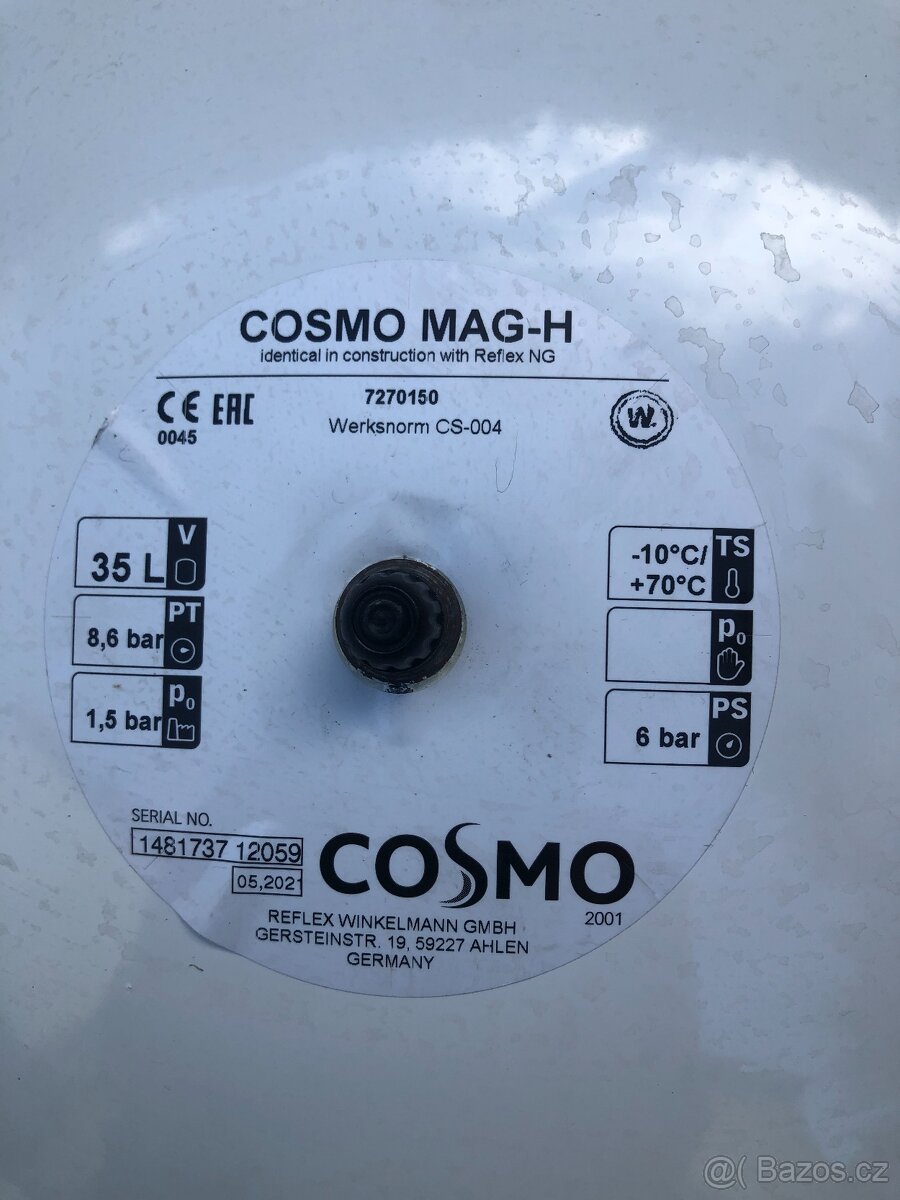 COSMO MAG-H
identical in construction with Reflex NG
CE EAC
0045
7270150
Werksnorm CS-004
W.
V
35 L
PT
8,6 bar
p0
1,5 bar
TS
-10°C/
+70°C
p0
PS
6 bar
SERIAL NO.
1481737 12059
05,2021
COSMO
2001
REFLEX WINKELMANN GMBH
GERSTEINSTR. 19, 59227 AHLEN
GERMANY
@( Bazos.cz